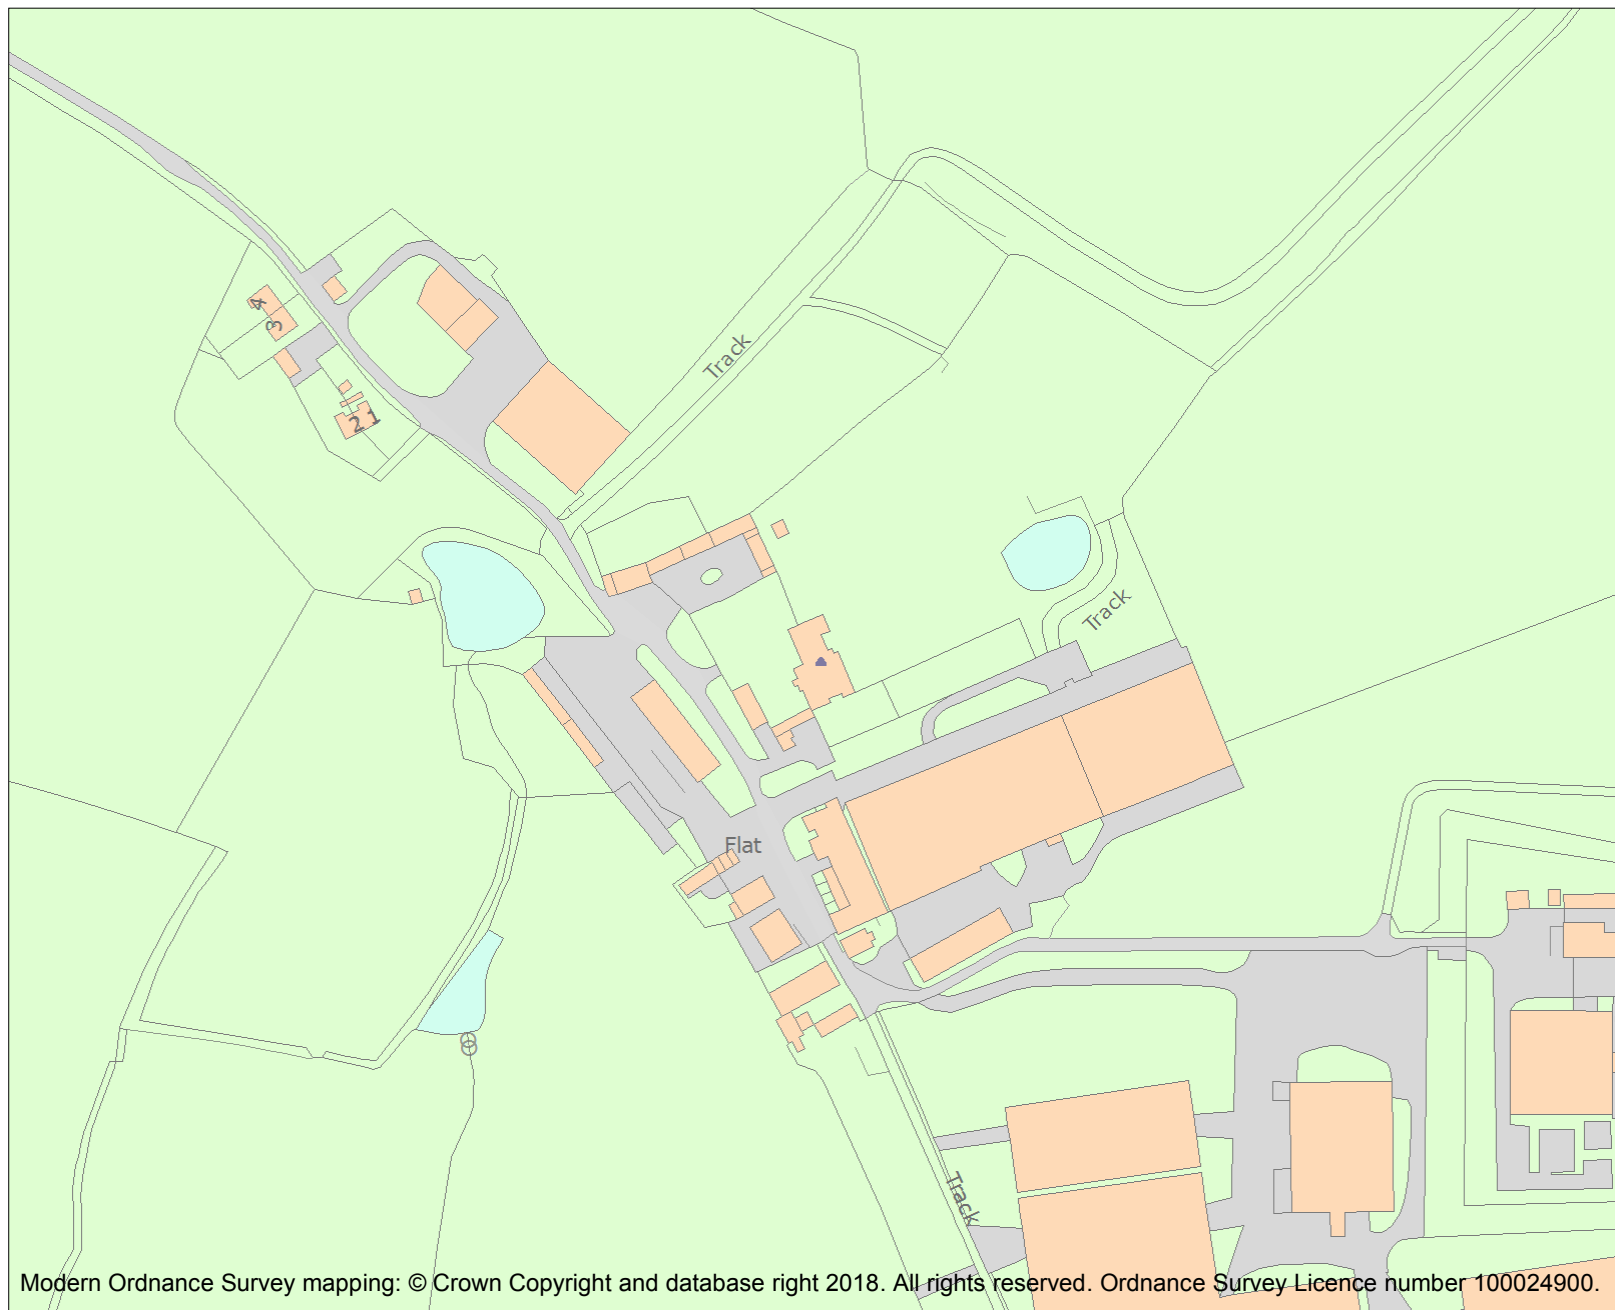 4
3
Track
2 1
Track
Flat
Track
Modern Ordnance Survey mapping: © Crown Copyright and database right 2018. All rights reserved. Ordnance Survey Licence number 100024900.